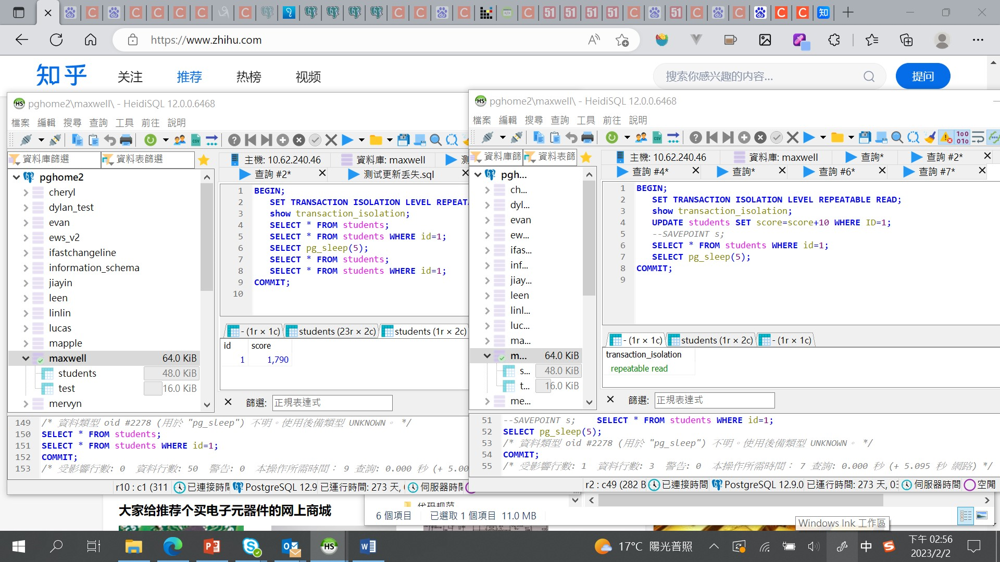 https://www.zhihu.com
知乎
关注
推荐
热榜
视频
搜索你感兴趣的内容...
提问
pghome2\maxwell\ - HeidiSQL 12.0.0.6468
檔案 編輯 搜尋 查詢 工具 前往 說明
資料庫篩選 資料表篩選
主機: 10.62.240.46 資料庫: maxwell 测
查詢 #2* 测试更新丢失.sql
pghome2
cheryl
dylan_test
evan
ews_v2
ifastchangeline
information_schema
jiayin
leen
linlin
lucas
mapple
maxwell 64.0 KiB
students 48.0 KiB
test 16.0 KiB
mervyn
1 BEGIN;
2 SET TRANSACTION ISOLATION LEVEL REPEATA
3 show transaction_isolation;
4 SELECT * FROM students;
5 SELECT * FROM students WHERE id=1;
6 SELECT pg_sleep(5);
7 SELECT * FROM students;
8 SELECT * FROM students WHERE id=1;
9 COMMIT;
10
- (1r × 1c) students (23r × 2c) students (1r × 2c)
id score
1 1,790
篩選: 正規表達式
149 /* 資料類型 oid #2278 (用於 "pg_sleep") 不明。使用後備類型 UNKNOWN。 */
150 SELECT * FROM students;
151 SELECT * FROM students WHERE id=1;
152 COMMIT;
153 /* 受影響行數: 0 資料行數: 50 警告: 0 本操作所需時間： 9 查詢: 0.000 秒 (+ 5.00
r10 : c1 (311 已連接時間 PostgreSQL 12.9 已運行時間: 273 天, 伺服器時間
pghome2\maxwell\ - HeidiSQL 12.0.0.6468
檔案 編輯 搜尋 查詢 工具 前往 說明
資料庫篩 資料表篩
主機: 10.62.240.46 資料庫: maxwell 查詢* 查詢 #2*
查詢 #4* 查詢* 查詢 #6* 查詢 #7*
pgh...
ch...
dyl...
evan
ew...
ifas...
inf...
jiay...
leen
linl...
luc...
ma...
m... 64.0 KiB
s... 48.0 KiB
t... 16.0 KiB
me...
1 BEGIN;
2 SET TRANSACTION ISOLATION LEVEL REPEATABLE READ;
3 show transaction_isolation;
4 UPDATE students SET score=score+10 WHERE ID=1;
5 --SAVEPOINT s;
6 SELECT * FROM students WHERE id=1;
7 SELECT pg_sleep(5);
8 COMMIT;
9
- (1r × 1c) students (1r × 2c) - (1r × 1c)
transaction_isolation
repeatable read
篩選: 正規表達式
51 --SAVEPOINT s; SELECT * FROM students WHERE id=1;
52 SELECT pg_sleep(5);
53 /* 資料類型 oid #2278 (用於 "pg_sleep") 不明。使用後備類型 UNKNOWN。 */
54 COMMIT;
55 /* 受影響行數: 1 資料行數: 3 警告: 0 本操作所需時間： 7 查詢: 0.000 秒 (+ 5.095 秒 網路) */
r2 : c49 (282 B 已連接時間 PostgreSQL 12.9.0 已運行時間: 273 天, 03 伺服器時間 空閒
大家给推荐个买电子元器件的网上商城
代码规范
6 個項目 已選取 1 個項目 11.0 MB
Windows Ink 工作區
17°C 陽光普照
中
下午 02:56
2023/2/2